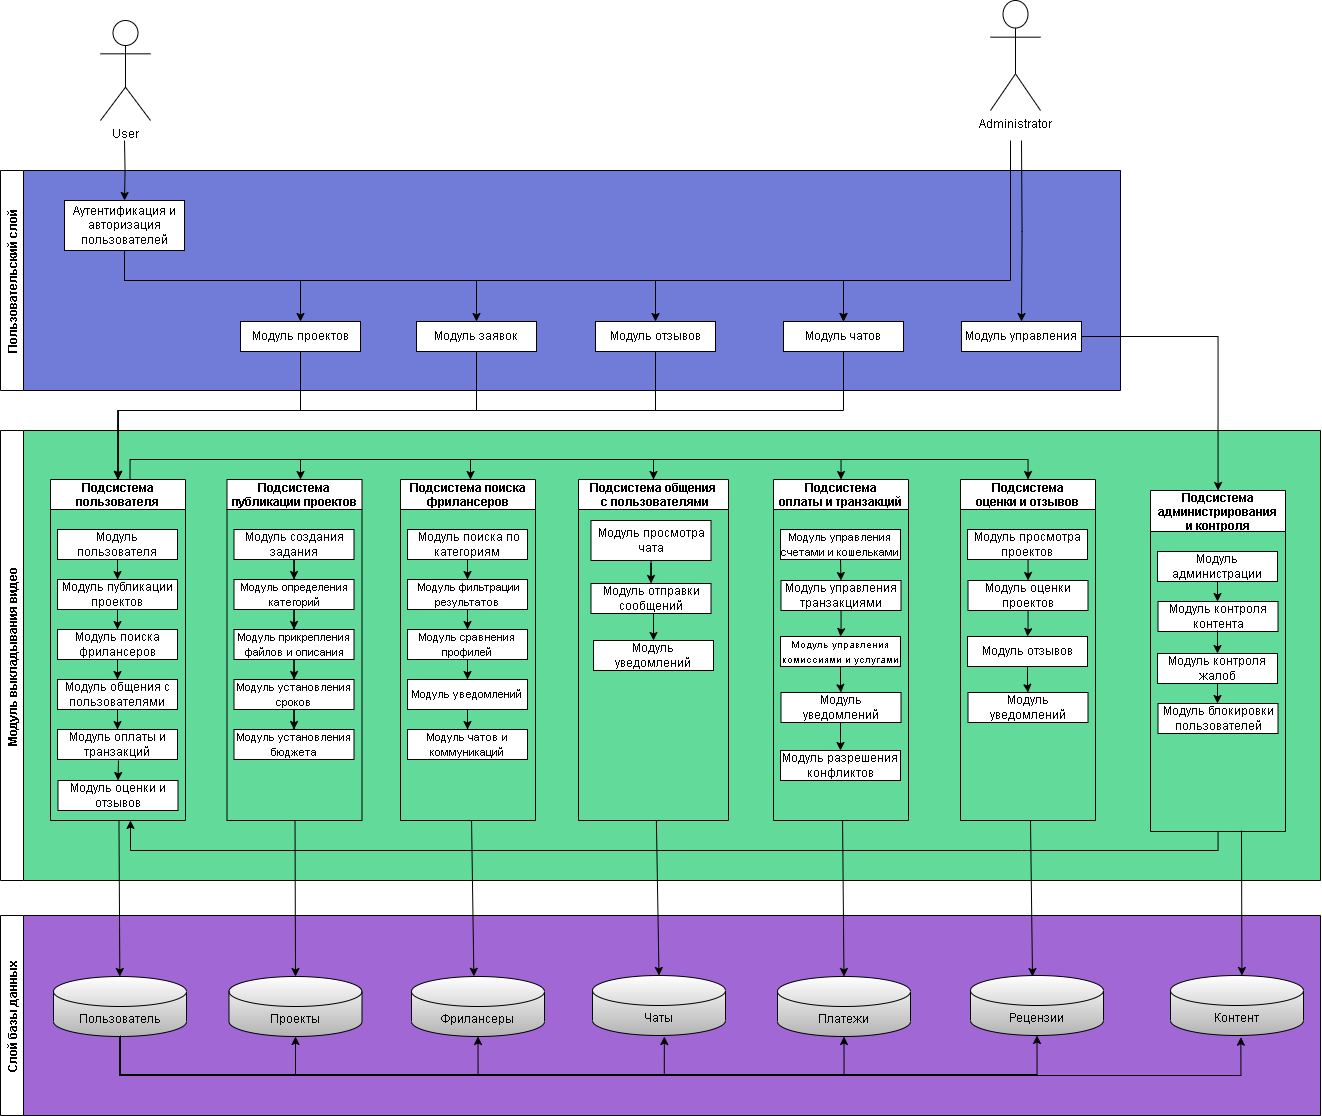 User
Administrator
Пользовательский слой
Аутентификация и
авторизация
пользователей
Модуль проектов
Модуль заявок
Модуль отзывов
Модуль чатов
Модуль управления
Модуль выкладывания видео
Подсистема
пользователя
Модуль
пользователя
Модуль публикации
проектов
Модуль поиска
фрилансеров
Модуль общения с
пользователями
Модуль оплаты и
транзакций
Модуль оценки и
отзывов
Подсистема
публикации проектов
Модуль создания
задания
Модуль определения
категорий
Модуль прикрепления
файлов и описания
Модуль установления
сроков
Модуль установления
бюджета
Подсистема поиска
фрилансеров
Модуль поиска по
категориям
Модуль фильтрации
результатов
Модуль сравнения
профилей
Модуль уведомлений
Модуль чатов и
коммуникаций
Подсистема общения
с пользователями
Модуль просмотра
чата
Модуль отправки
сообщений
Модуль
уведомлений
Подсистема
оплаты и транзакций
Модуль управления
счетами и кошельками
Модуль управления
транзакциями
Модуль управления
комиссиями и услугами
Модуль
уведомлений
Модуль разрешения
конфликтов
Подсистема
оценки и отзывов
Модуль просмотра
проектов
Модуль оценки
проектов
Модуль отзывов
Модуль
уведомлений
Подсистема
администрирования
и контроля
Модуль
администрации
Модуль контроля
контента
Модуль контроля
жалоб
Модуль блокировки
пользователей
Слой базы данных
Пользователь
Проекты
Фрилансеры
Чаты
Платежи
Рецензии
Контент